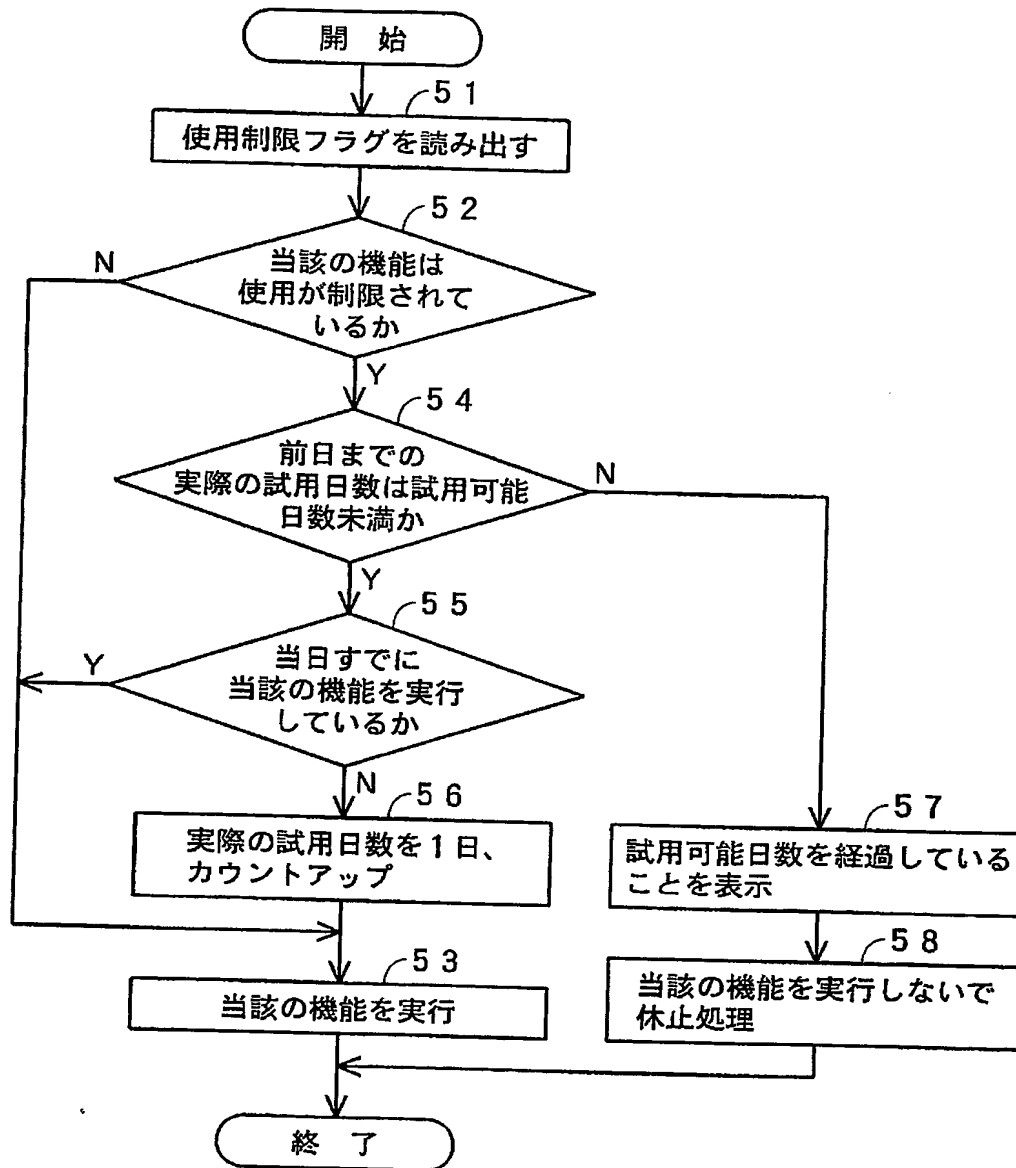 開 始
51
使用制限フラグを読み出す
52
N
当該の機能は
使用が制限されて
いるか
Y
54
前日までの
実際の試用日数は試用可能
日数未満か
N
Y
55
Y
当日すでに
当該の機能を実行
しているか
N
56
実際の試用日数を1日、
カウントアップ
57
試用可能日数を経過している
ことを表示
53
当該の機能を実行
58
当該の機能を実行しないで
休止処理
終 了